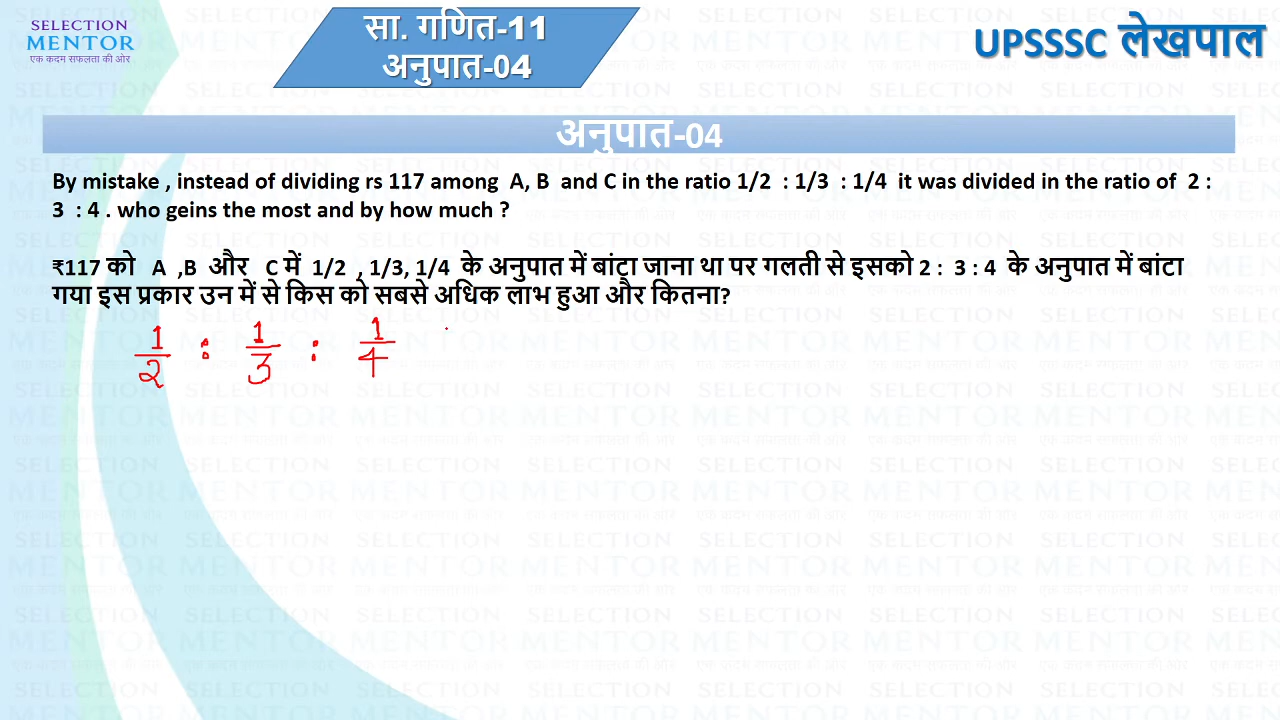 SELECTION
MENTOR
एक कदम सफलता की ओर
सा. गणित-11
अनुपात-04
UPSSSC लेखपाल
अनुपात-04
By mistake , instead of dividing rs 117 among A, B and C in the ratio 1/2 : 1/3 : 1/4 it was divided in the ratio of 2 :
3 : 4 . who geins the most and by how much ?
₹117 को A ,B और C में 1/2 , 1/3, 1/4 के अनुपात में बांटा जाना था पर गलती से इसको 2 : 3 : 4 के अनुपात में बांटा
गया इस प्रकार उन में से किस को सबसे अधिक लाभ हुआ और कितना?
1/2 : 1/3 : 1/4